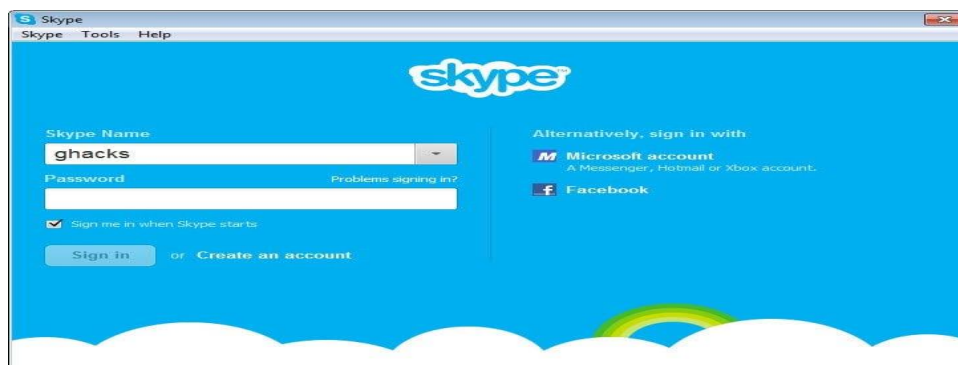 Skype
Skype Tools Help
skype™
Skype Name
ghacks
Password Problems signing in?
Sign me in when Skype starts
Sign in or Create an account
Alternatively, sign in with
M Microsoft account
A Messenger, Hotmail or Xbox account.
f Facebook